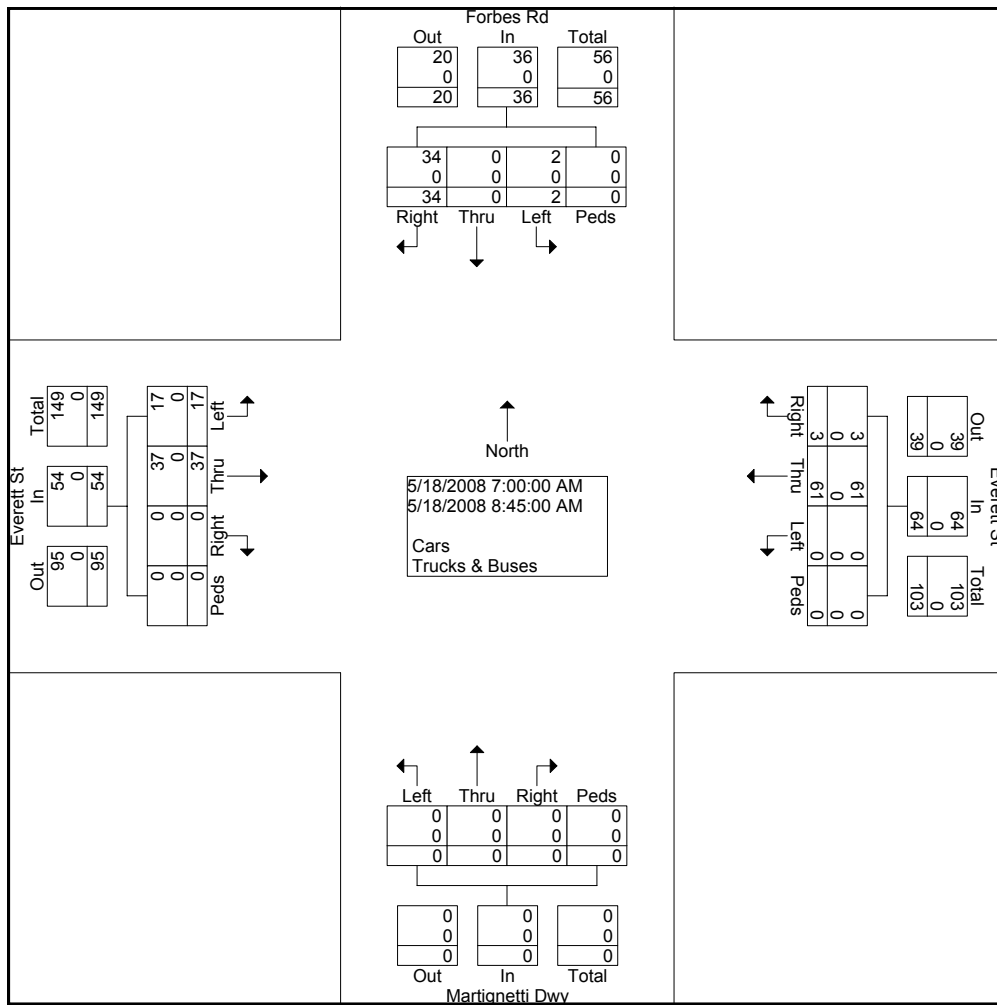 Forbes Rd
Out In Total
20 36 56
0 0 0
20 36 56
34 0 2 0
0 0 0 0
34 0 2 0
Right Thru Left Peds
Everett St
Total In Out
149 54 95
0 0 0
149 54 95
17 37 0 0
0 0 0 0
17 37 0 0
Left Thru Right Peds
North
5/18/2008 7:00:00 AM
5/18/2008 8:45:00 AM
Cars
Trucks & Buses
Right Thru Left Peds
3 61 0 0
0 0 0 0
3 61 0 0
Everett St
Out In Total
39 64 103
0 0 0
39 64 103
Left Thru Right Peds
0 0 0 0
0 0 0 0
0 0 0 0
0 0 0
0 0 0
0 0 0
Out In Total
Martignetti Dwy